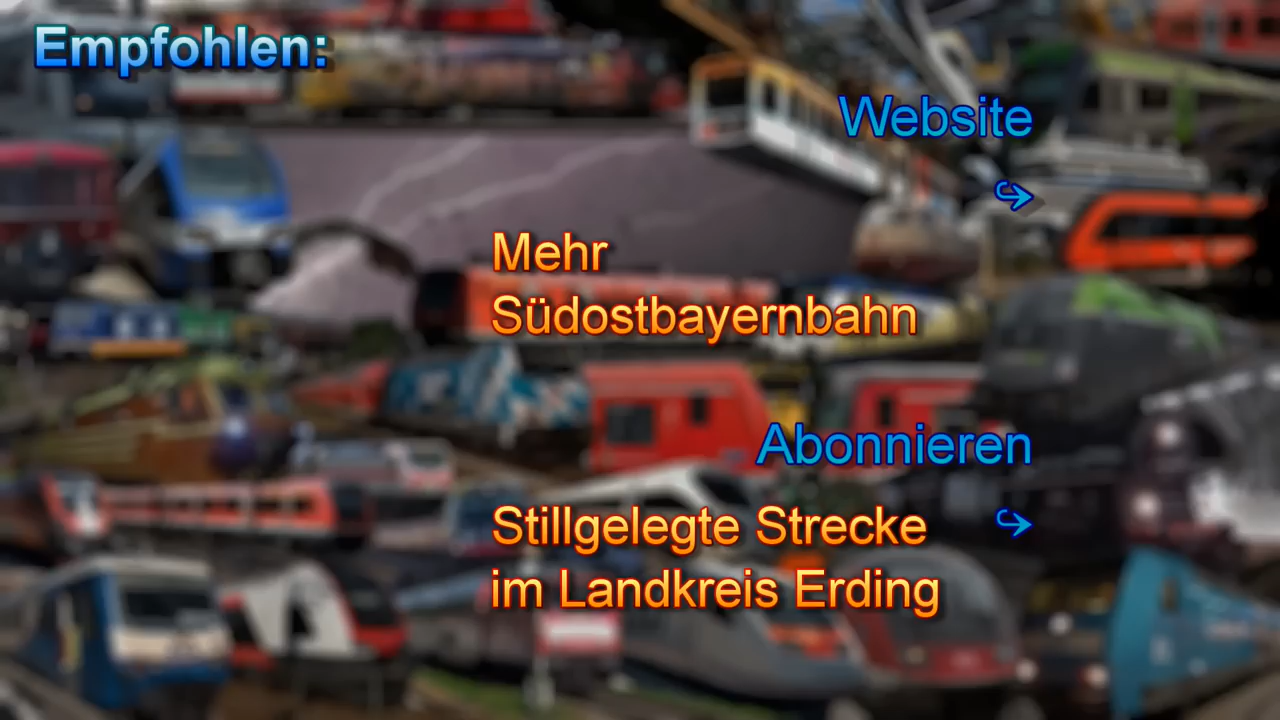 Empfohlen:
Website
Mehr
Südostbayernbahn
Abonnieren
Stillgelegte Strecke
im Landkreis Erding